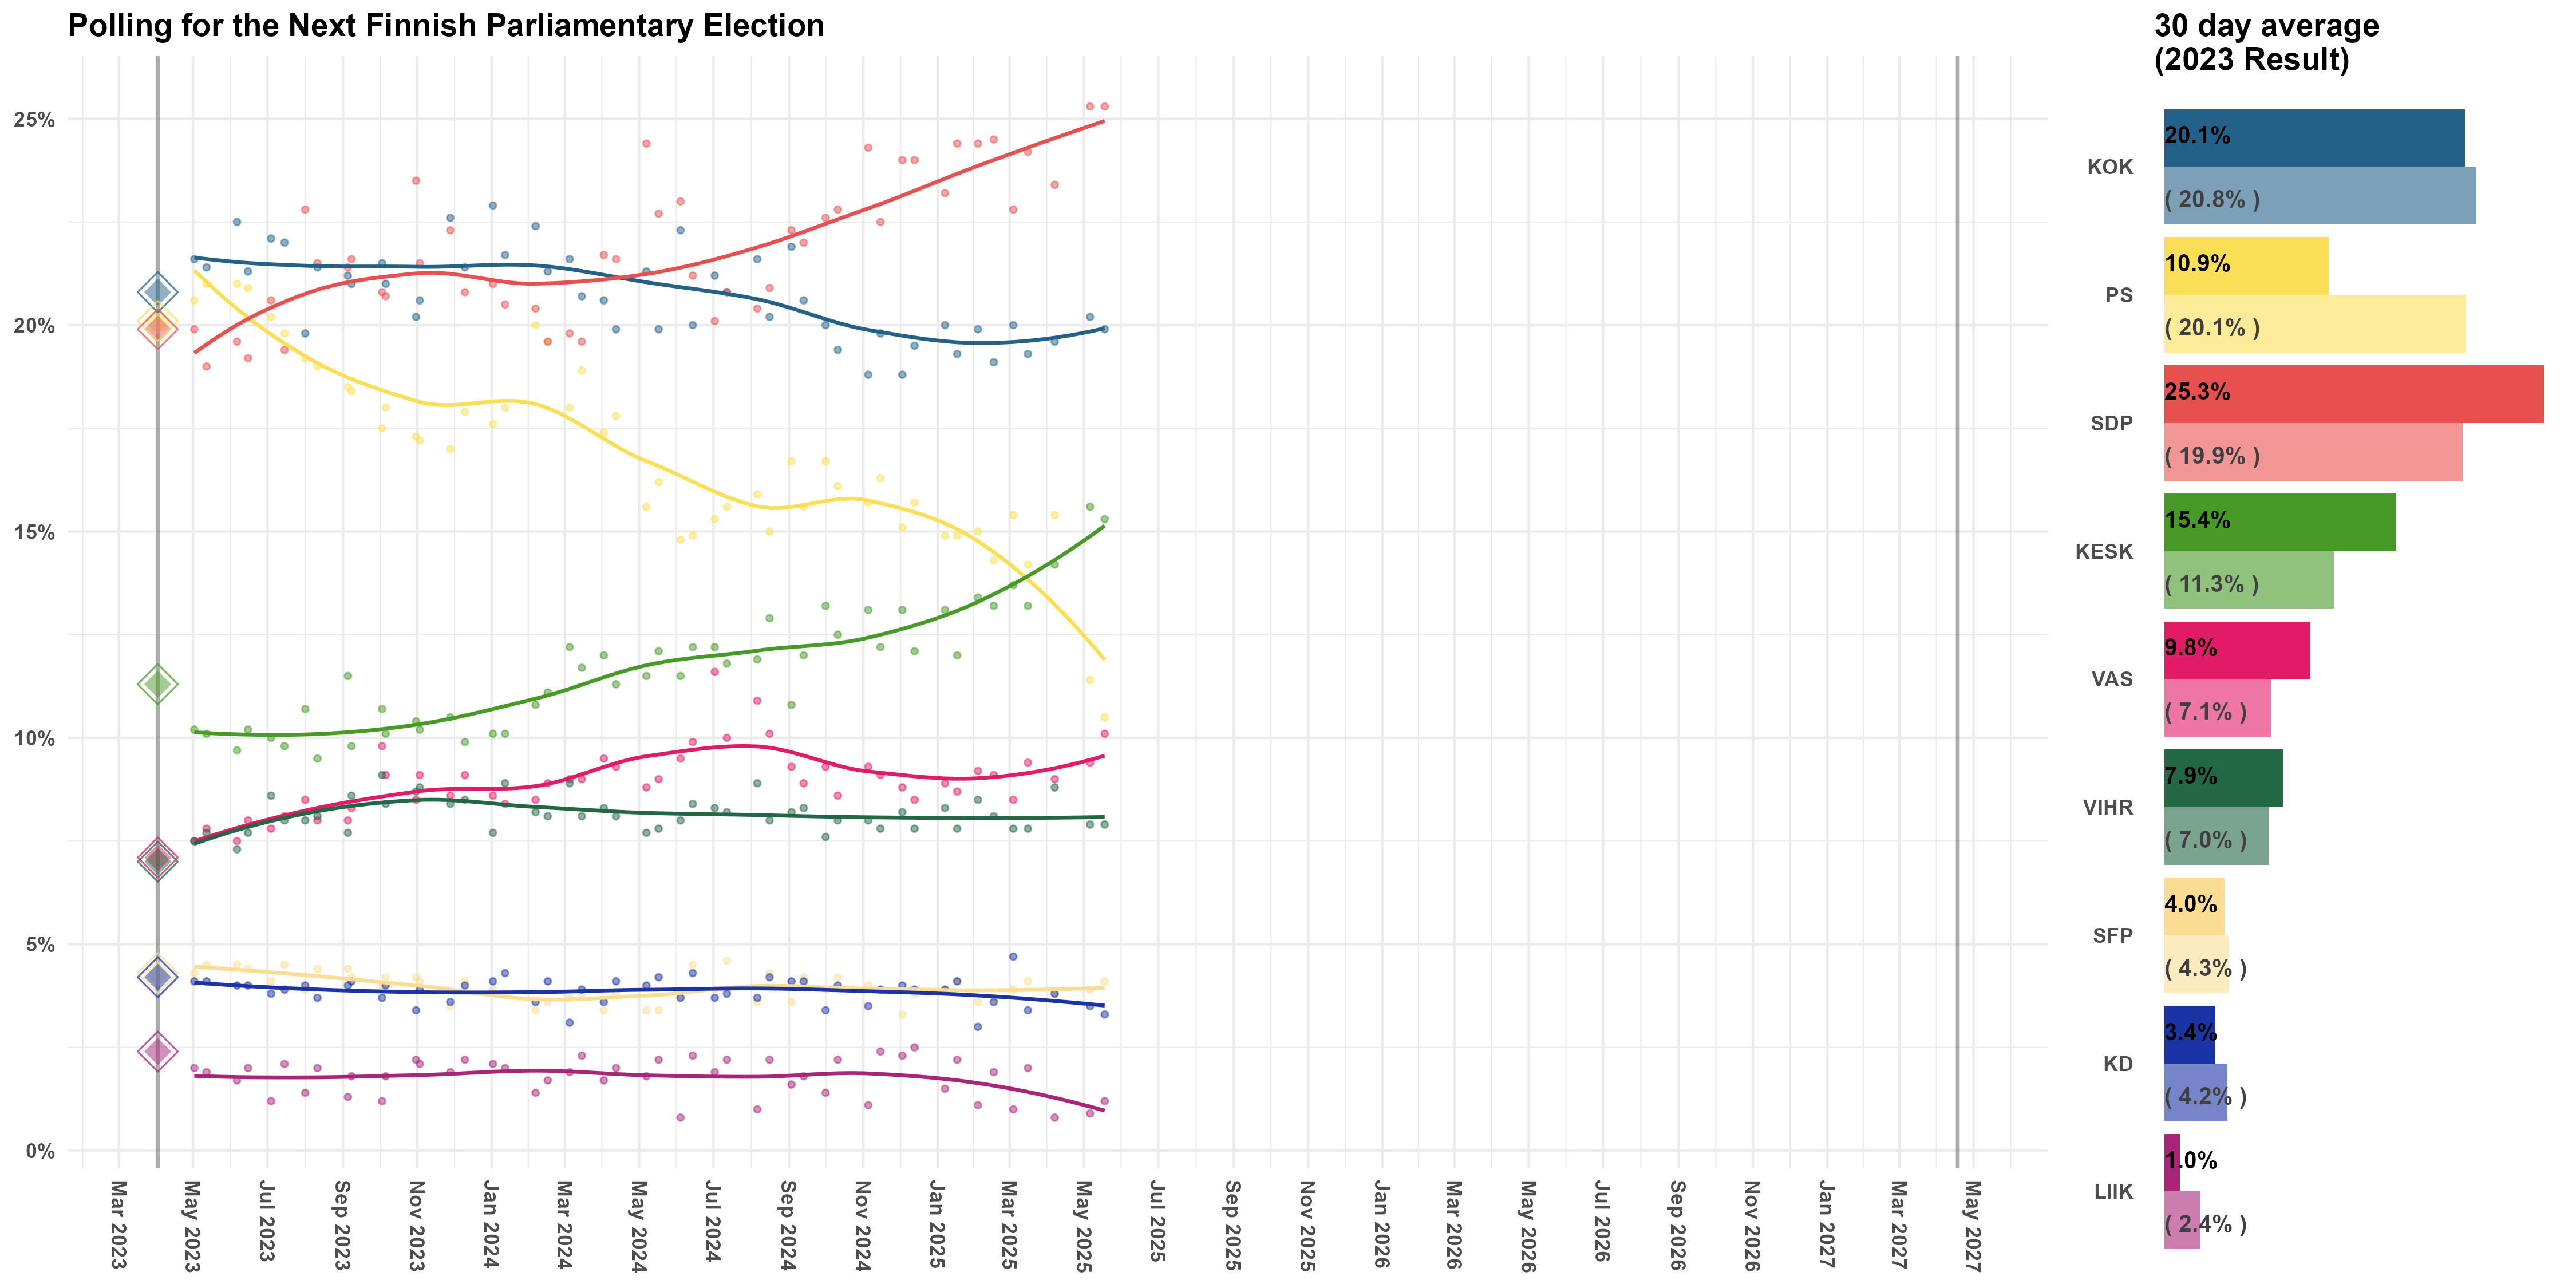 Polling for the Next Finnish Parliamentary Election
30 day average
(2023 Result)
25%
20%
15%
10%
5%
0%
Mar 2023
May 2023
Jul 2023
Sep 2023
Nov 2023
Jan 2024
Mar 2024
May 2024
Jul 2024
Sep 2024
Nov 2024
Jan 2025
Mar 2025
May 2025
Jul 2025
Sep 2025
Nov 2025
Jan 2026
Mar 2026
May 2026
Jul 2026
Sep 2026
Nov 2026
Jan 2027
Mar 2027
May 2027
KOK
20.1%
( 20.8% )
PS
10.9%
( 20.1% )
SDP
25.3%
( 19.9% )
KESK
15.4%
( 11.3% )
VAS
9.8%
( 7.1% )
VIHR
7.9%
( 7.0% )
SFP
4.0%
( 4.3% )
KD
3.4%
( 4.2% )
LIIK
1.0%
( 2.4% )